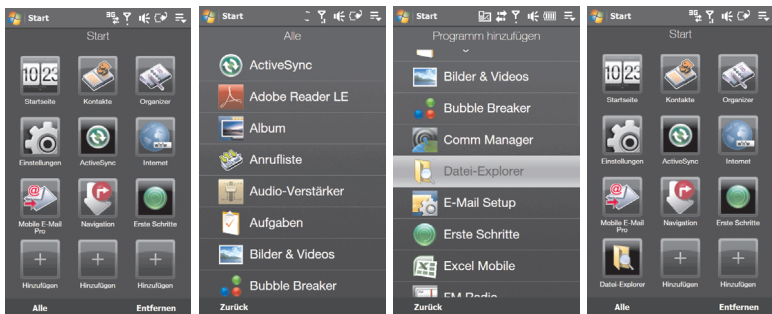 Start
3G
Start
10 23
Startseite
Kontakte
Organizer
Einstellungen
ActiveSync
Internet
Mobile E-Mail
Pro
Navigation
Erste Schritte
Hinzufügen
Hinzufügen
Hinzufügen
Alle
Entfernen
Start
Alle
ActiveSync
Adobe Reader LE
Album
Anrufliste
Audio-Verstärker
Aufgaben
Bilder & Videos
Bubble Breaker
Zurück
Start
Programm hinzufügen
Bilder & Videos
Bubble Breaker
Comm Manager
Datei-Explorer
E-Mail Setup
Erste Schritte
Excel Mobile
FM Radio
Zurück
Start
3G
Start
10 23
Startseite
Kontakte
Organizer
Einstellungen
ActiveSync
Internet
Mobile E-Mail
Pro
Navigation
Erste Schritte
Datei-Explorer
Hinzufügen
Hinzufügen
Alle
Entfernen